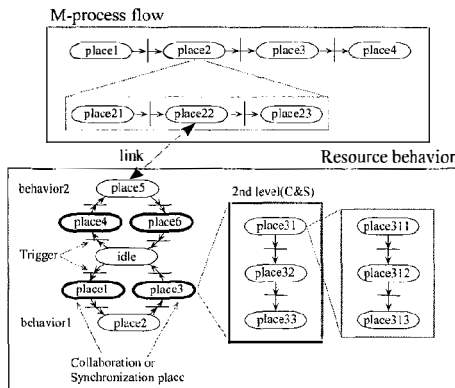 M-process flow
place1 place2 place3 place4
place21 place22 place23
link
Resource behavior
behavior2
place5
2nd level(C&S)
place4 place6
place31 place311
Trigger
idle
place32 place312
place1 place3
place33 place313
behavior1
place2
Collaboration or
Synchronization place